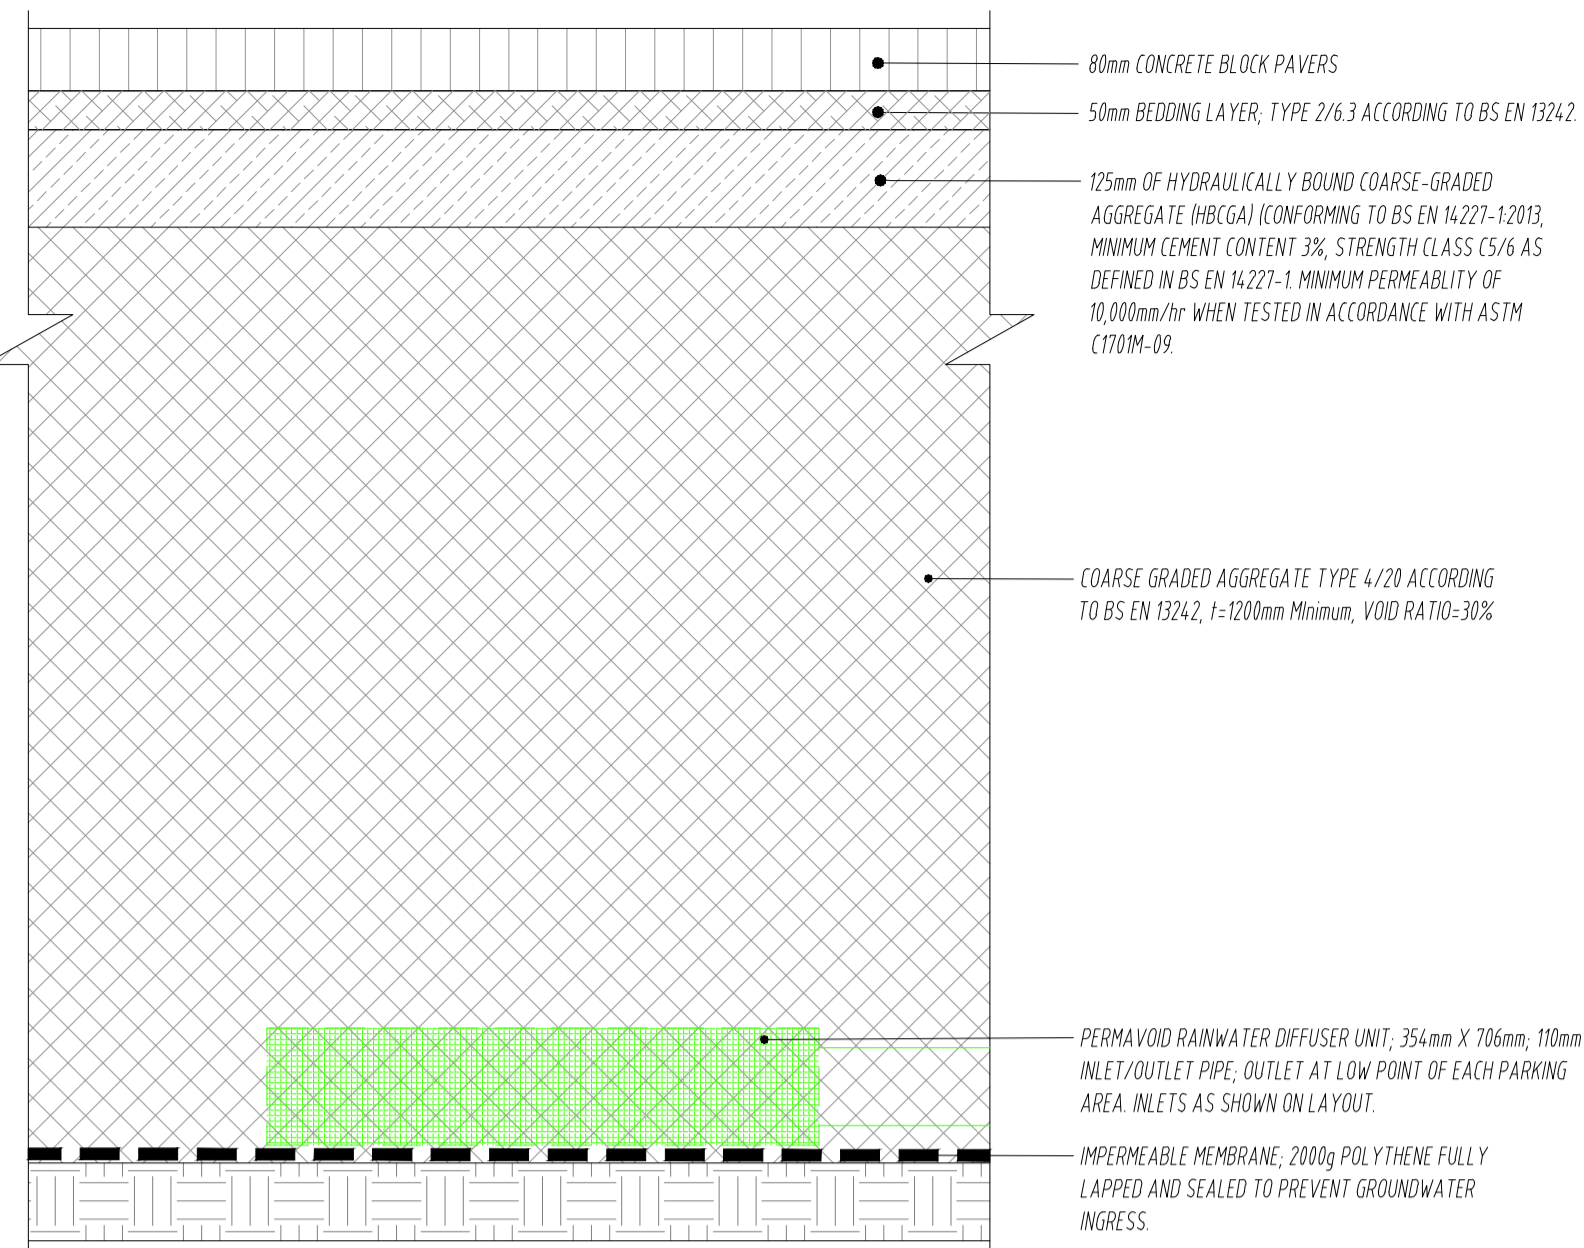 80mm CONCRETE BLOCK PAVERS
50mm BEDDING LAYER; TYPE 2/6.3 ACCORDING TO BS EN 13242.
125mm OF HYDRAULICALLY BOUND COARSE-GRADED
AGGREGATE (HBCGA) (CONFORMING TO BS EN 14227-1:2013,
MINIMUM CEMENT CONTENT 3%, STRENGTH CLASS C5/6 AS
DEFINED IN BS EN 14227-1. MINIMUM PERMEABLITY OF
10,000mm/hr WHEN TESTED IN ACCORDANCE WITH ASTM
C1701M-09.
COARSE GRADED AGGREGATE TYPE 4/20 ACCORDING
TO BS EN 13242, t=1200mm MInimum, VOID RATIO=30%
PERMAVOID RAINWATER DIFFUSER UNIT; 354mm X 706mm; 110mm
INLET/OUTLET PIPE; OUTLET AT LOW POINT OF EACH PARKING
AREA. INLETS AS SHOWN ON LAYOUT.
IMPERMEABLE MEMBRANE; 2000g POLYTHENE FULLY
LAPPED AND SEALED TO PREVENT GROUNDWATER
INGRESS.